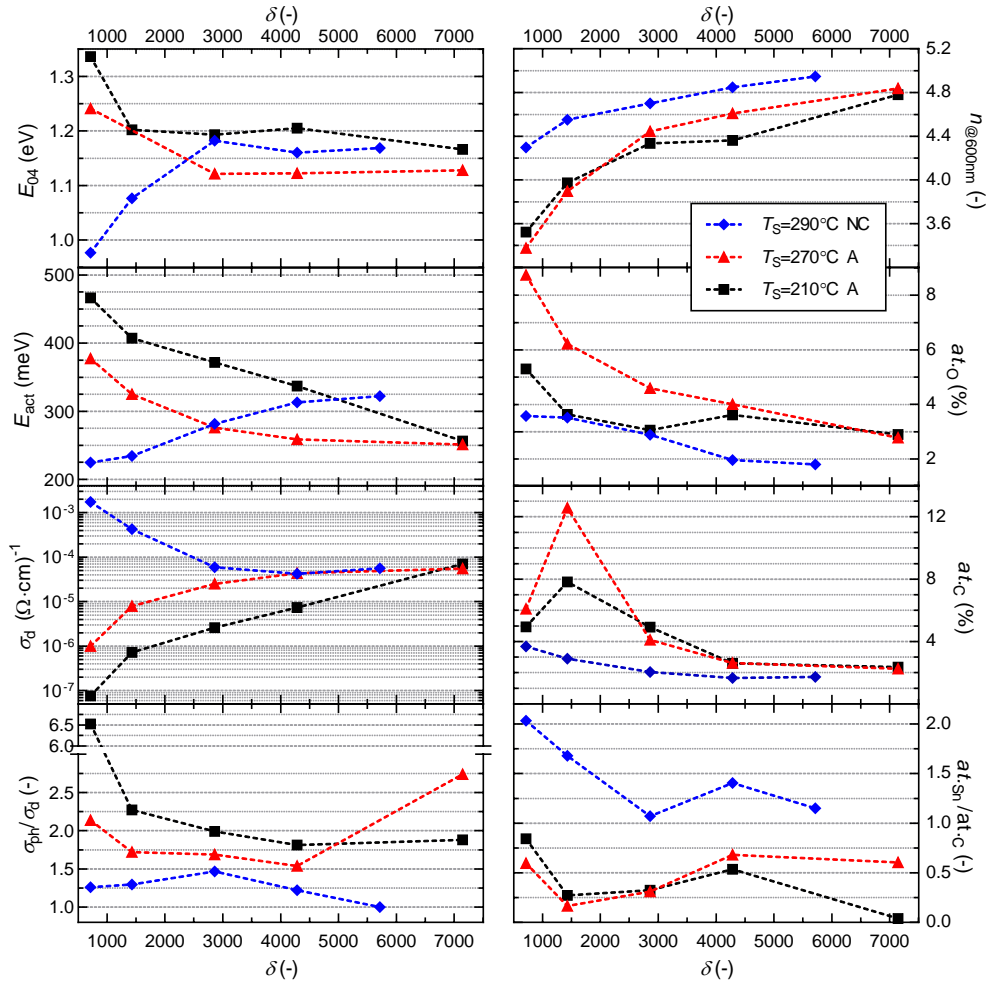 δ (-)
δ (-)
1000 2000 3000 4000 5000 6000 7000
1000 2000 3000 4000 5000 6000 7000
1.3
1.2
1.1
1.0
E04 (eV)
5.2
4.8
4.4
4.0
3.6
n@600nm (-)
TS=290°C NC
TS=270°C A
TS=210°C A
500
400
300
200
Eact (meV)
8
6
4
2
at.-O (%)
10-3
10-4
10-5
10-6
10-7
σd (Ω·cm)-1
12
8
4
at.-C (%)
6.5
6.0
2.5
2.0
1.5
1.0
σph/σd (-)
2.0
1.5
1.0
0.5
0.0
at.-Sn/at.-C (-)
1000 2000 3000 4000 5000 6000 7000
1000 2000 3000 4000 5000 6000 7000
δ (-)
δ (-)